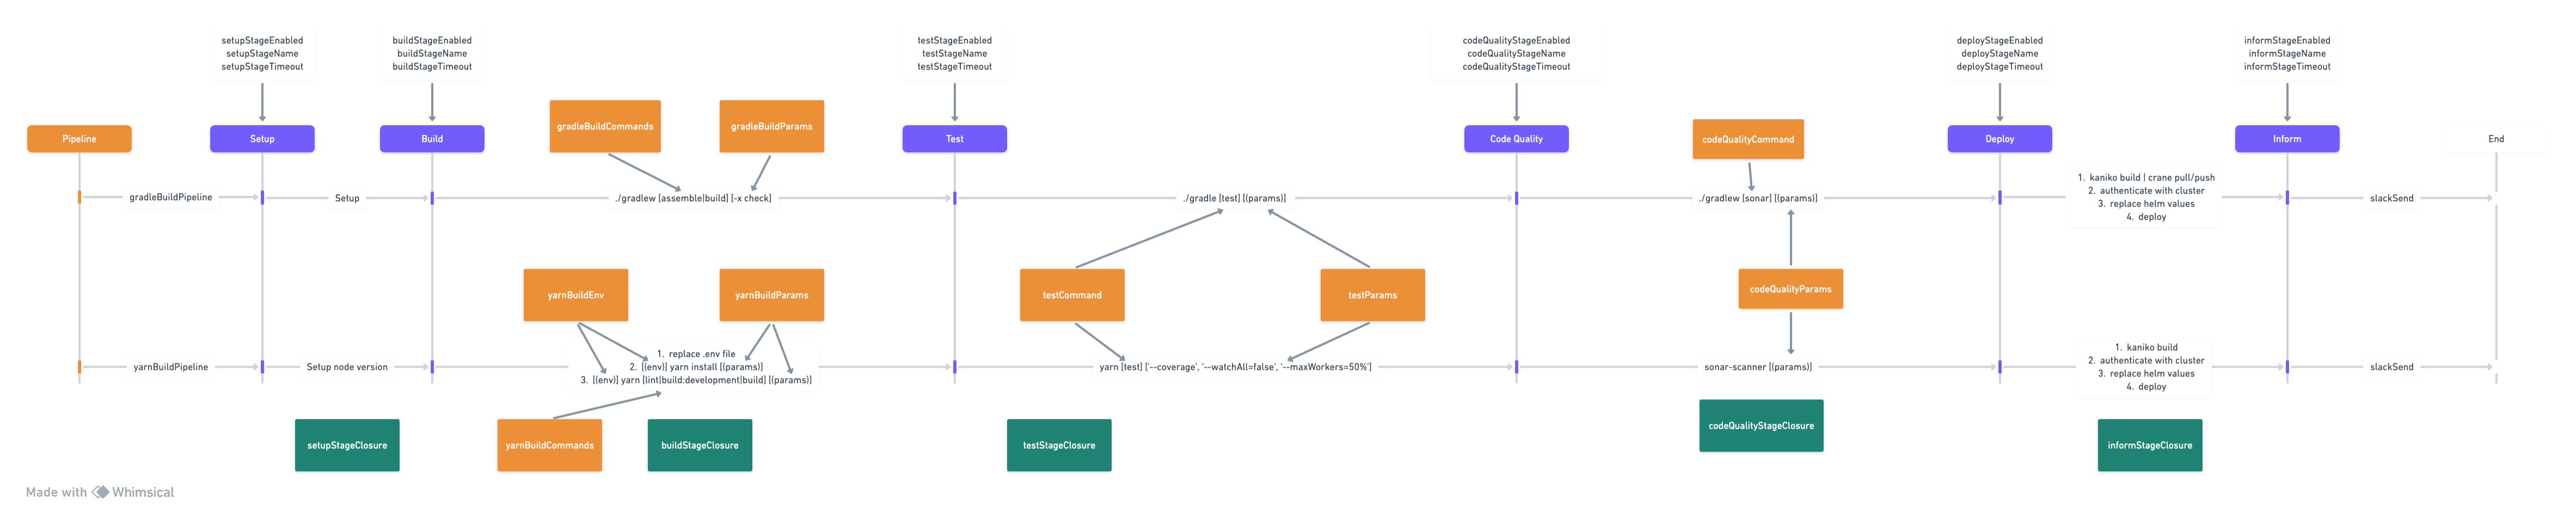 setupStageEnabled
setupStageName
setupStageTimeout
buildStageEnabled
buildStageName
buildStageTimeout
testStageEnabled
testStageName
testStageTimeout
codeQualityStageEnabled
codeQualityStageName
codeQualityStageTimeout
deployStageEnabled
deployStageName
deployStageTimeout
informStageEnabled
informStageName
informStageTimeout
gradleBuildCommands
gradleBuildParams
Pipeline
Setup
Build
Test
Code Quality
codeQualityCommand
Deploy
Inform
End
gradleBuildPipeline
Setup
./gradlew [assemble|build] [-x check]
./gradle [test] [(params)]
./gradlew [sonar] [(params)]
1. kaniko build | crane pull/push
2. authenticate with cluster
3. replace helm values
4. deploy
slackSend
yarnBuildEnv
yarnBuildParams
testCommand
testParams
codeQualityParams
yarnBuildPipeline
Setup node version
1. replace .env file
2. [(env)] yarn install [(params)]
3. [(env)] yarn [lint|build:development|build] [(params)]
yarn [test] ['--coverage', '--watchAll=false', '--maxWorkers=50%']
sonar-scanner [(params)]
1. kaniko build
2. authenticate with cluster
3. replace helm values
4. deploy
slackSend
setupStageClosure
yarnBuildCommands
buildStageClosure
testStageClosure
codeQualityStageClosure
informStageClosure
Made with Whimsical